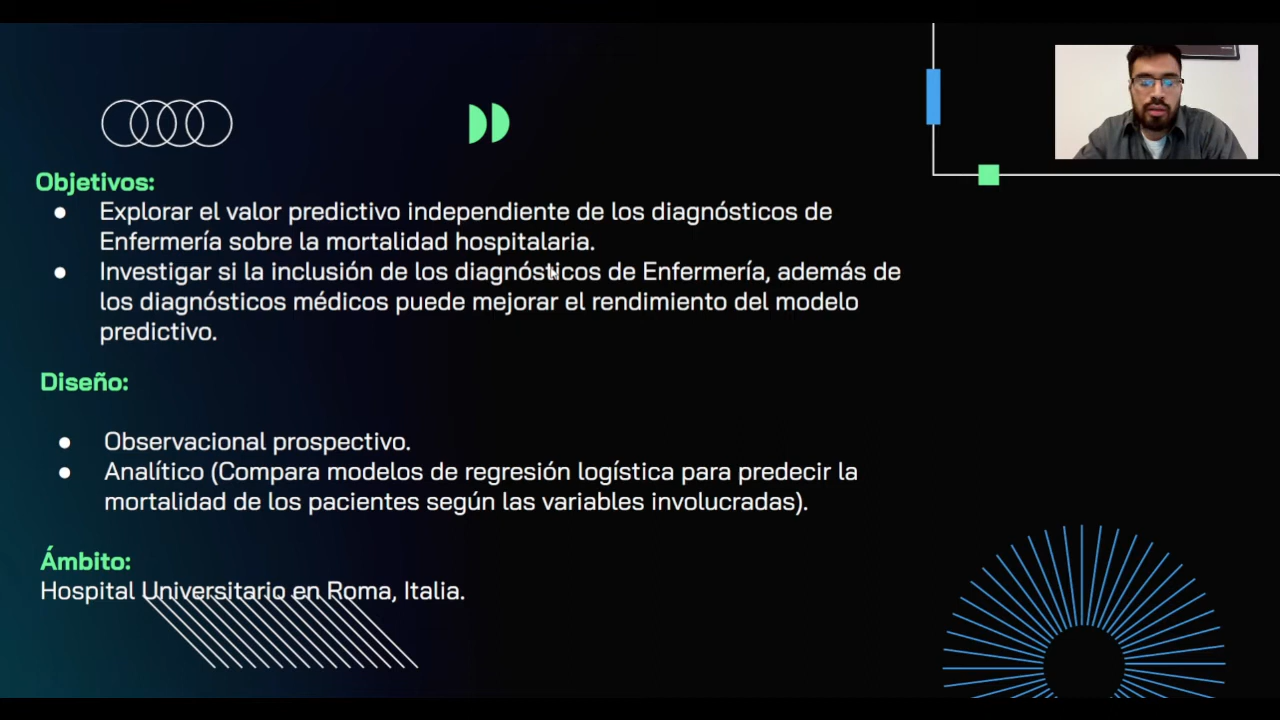 Objetivos:
● Explorar el valor predictivo independiente de los diagnósticos de
Enfermería sobre la mortalidad hospitalaria.
● Investigar si la inclusión de los diagnósticos de Enfermería, además de
los diagnósticos médicos puede mejorar el rendimiento del modelo
predictivo.
Diseño:
● Observacional prospectivo.
● Analítico (Compara modelos de regresión logística para predecir la
mortalidad de los pacientes según las variables involucradas).
Ámbito:
Hospital Universitario en Roma, Italia.